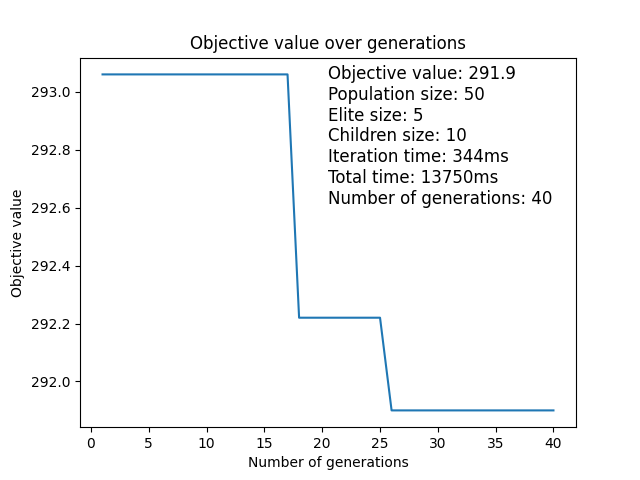 Objective value over generations
Objective value: 291.9
Population size: 50
Elite size: 5
Children size: 10
Iteration time: 344ms
Total time: 13750ms
Number of generations: 40
Objective value
293.0
292.8
292.6
292.4
292.2
292.0
0 5 10 15 20 25 30 35 40
Number of generations